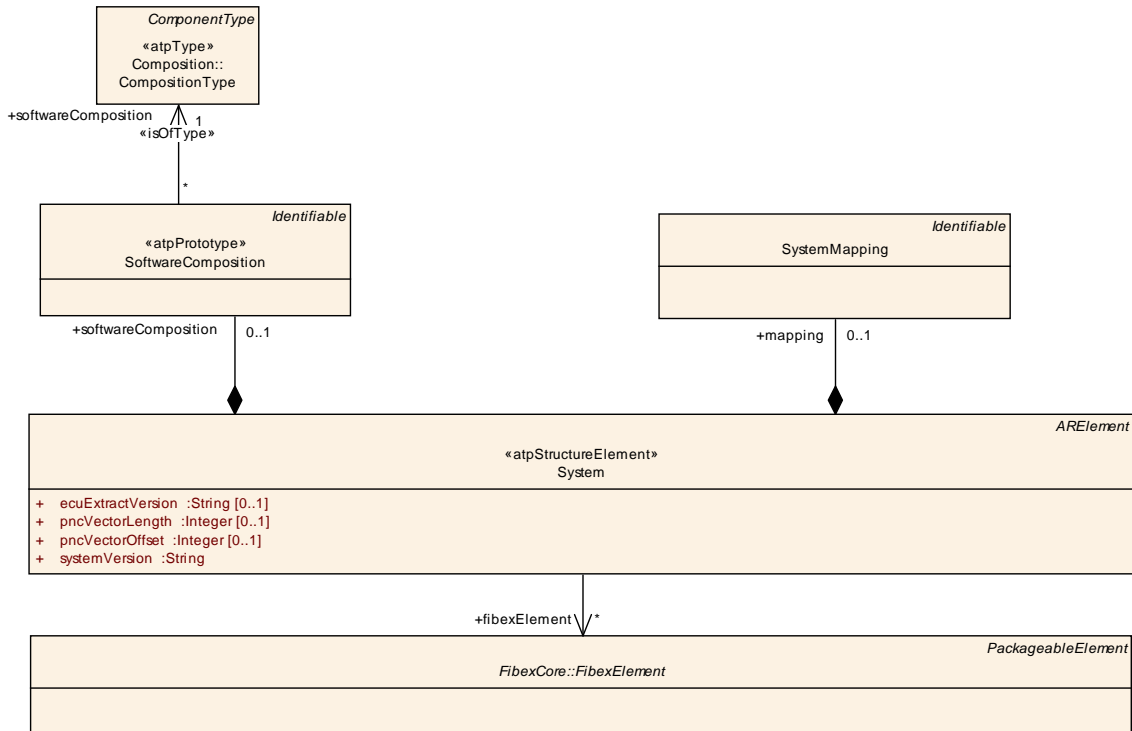 ComponentType
«atpType»
Composition::
CompositionType
+softwareComposition
1
«isOfType»
*
Identifiable
«atpPrototype»
SoftwareComposition
Identifiable
SystemMapping
+softwareComposition
0..1
+mapping
0..1
ARElement
«atpStructureElement»
System
+ ecuExtractVersion :String [0..1]
+ pncVectorLength :Integer [0..1]
+ pncVectorOffset :Integer [0..1]
+ systemVersion :String
+fibexElement
*
PackageableElement
FibexCore::FibexElement